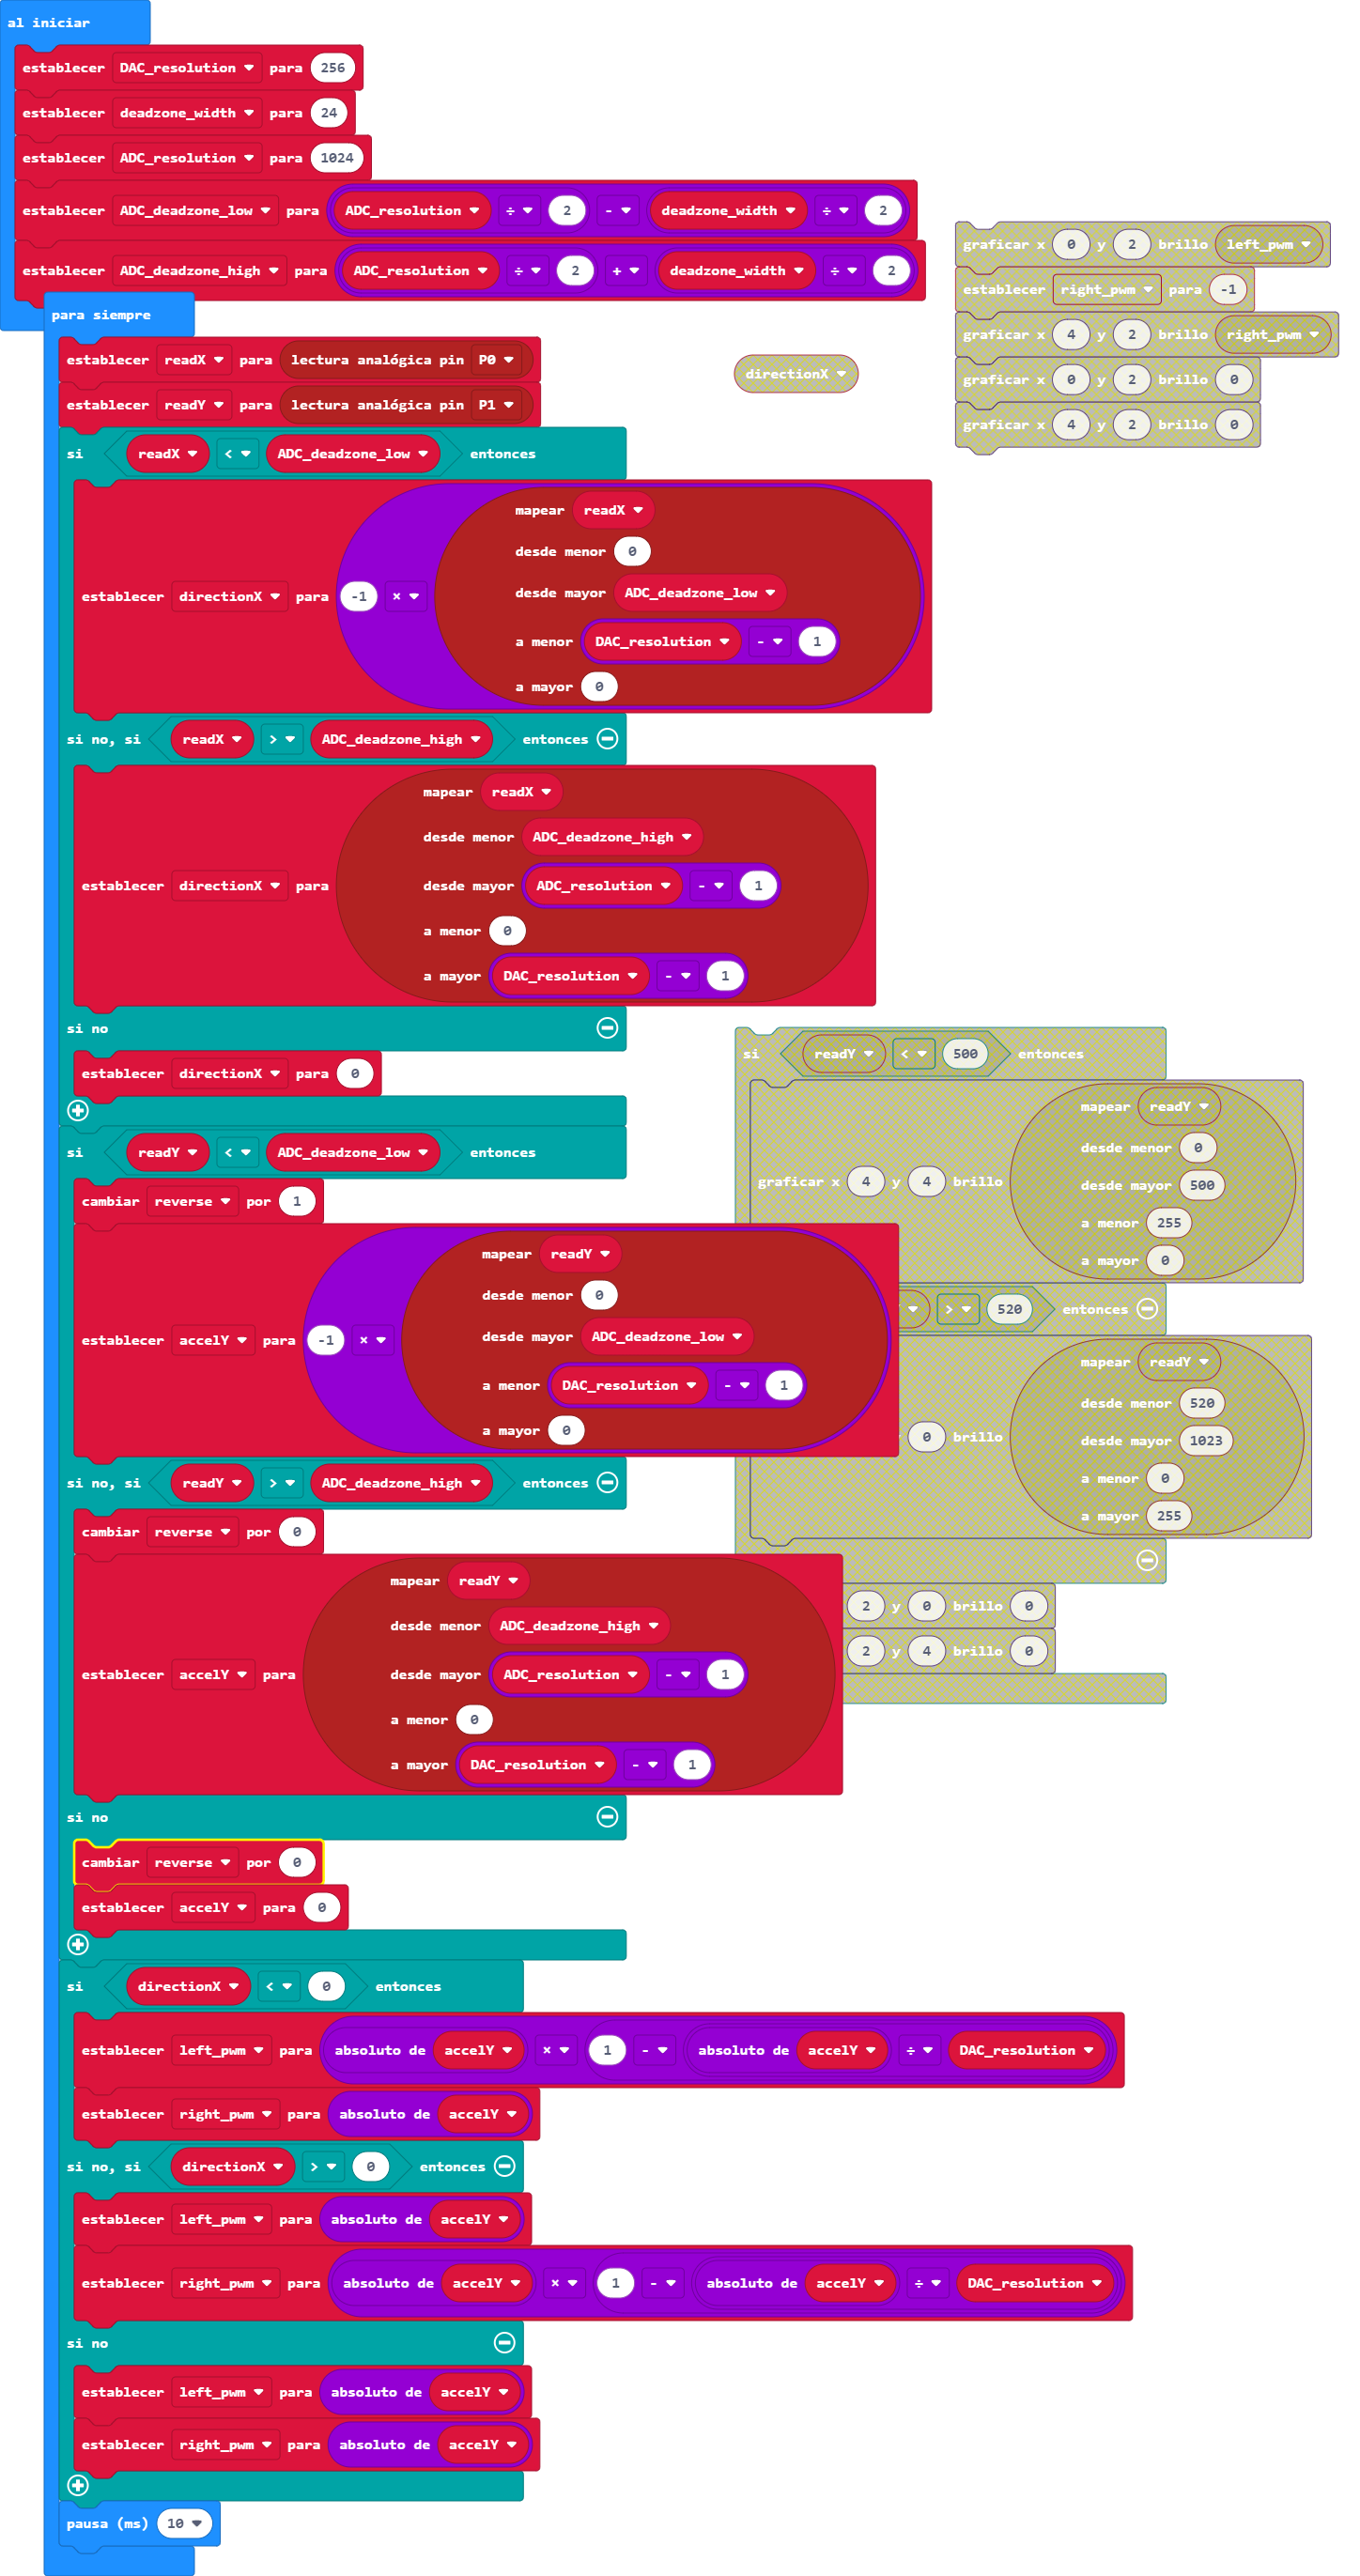 al iniciar
establecer DAC_resolution para 256
establecer deadzone_width para 24
establecer ADC_resolution para 1024
establecer ADC_deadzone_low para ADC_resolution ÷ 2 - deadzone_width ÷ 2
establecer ADC_deadzone_high para ADC_resolution ÷ 2 + deadzone_width ÷ 2
para siempre
establecer readX para lectura analógica pin P0
establecer readY para lectura analógica pin P1
si readX < ADC_deadzone_low entonces
establecer directionX para -1 ×
mapear readX
desde menor 0
desde mayor ADC_deadzone_low
a menor DAC_resolution - 1
a mayor 0
si no, si readX > ADC_deadzone_high entonces
establecer directionX para
mapear readX
desde menor ADC_deadzone_high
desde mayor ADC_resolution - 1
a menor 0
a mayor DAC_resolution - 1
si no
establecer directionX para 0
si readY < ADC_deadzone_low entonces
cambiar reverse por 1
establecer accelY para -1 ×
mapear readY
desde menor 0
desde mayor ADC_deadzone_low
a menor DAC_resolution - 1
a mayor 0
si no, si readY > ADC_deadzone_high entonces
cambiar reverse por 0
establecer accelY para
mapear readY
desde menor ADC_deadzone_high
desde mayor ADC_resolution - 1
a menor 0
a mayor DAC_resolution - 1
si no
cambiar reverse por 0
establecer accelY para 0
si directionX < 0 entonces
establecer left_pwm para absoluto de accelY × 1 - absoluto de accelY ÷ DAC_resolution
establecer right_pwm para absoluto de accelY
si no, si directionX > 0 entonces
establecer left_pwm para absoluto de accelY
establecer right_pwm para absoluto de accelY × 1 - absoluto de accelY ÷ DAC_resolution
si no
establecer left_pwm para absoluto de accelY
establecer right_pwm para absoluto de accelY
pausa (ms) 10
graficar x 0 y 2 brillo left_pwm
establecer right_pwm para -1
graficar x 4 y 2 brillo right_pwm
graficar x 0 y 2 brillo 0
graficar x 4 y 2 brillo 0
directionX
si readY < 500 entonces
graficar x 4 y 4 brillo
mapear readY
desde menor 0
desde mayor 500
a menor 255
a mayor 0
> 520 entonces
0 brillo
mapear readY
desde menor 520
desde mayor 1023
a menor 0
a mayor 255
2 y 0 brillo 0
2 y 4 brillo 0